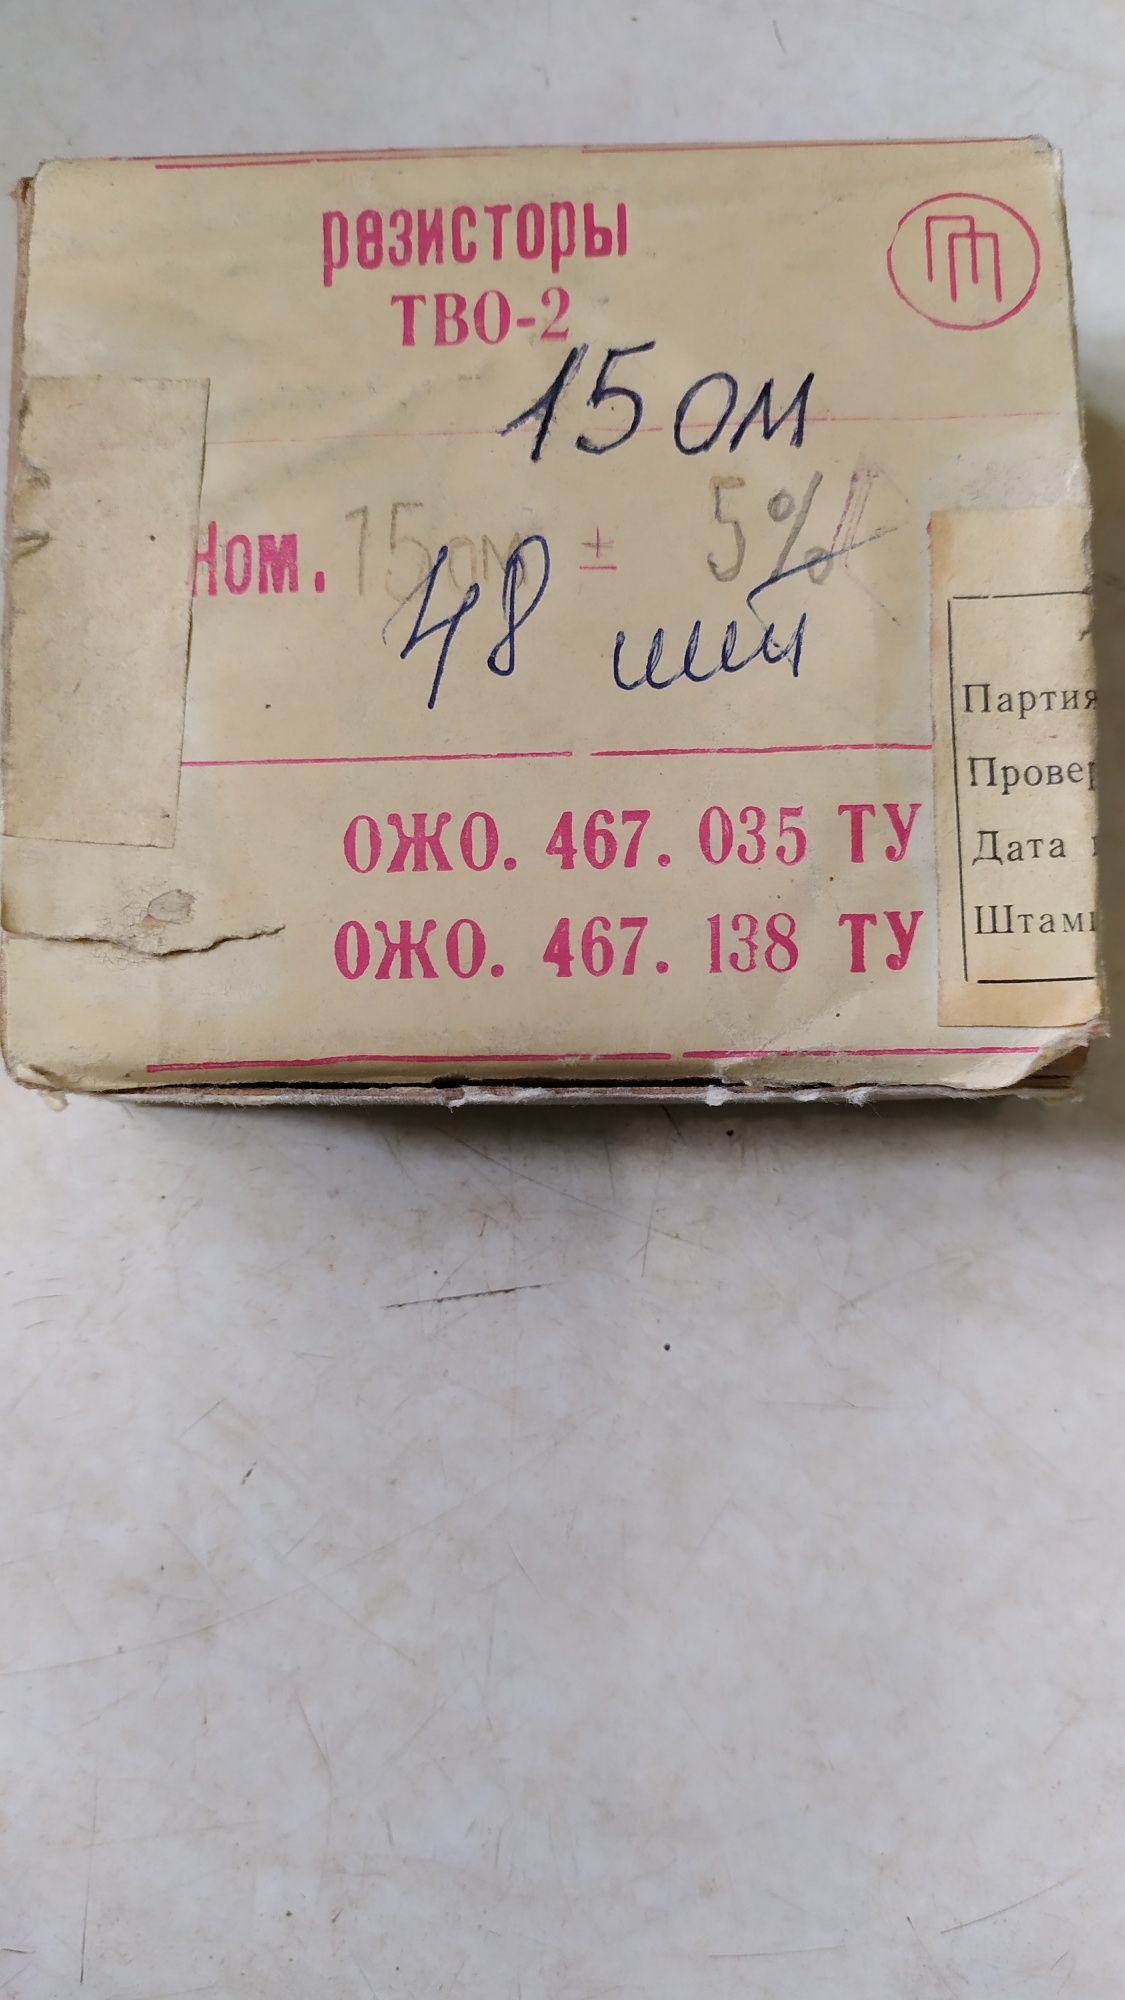 резисторы
ТВО-2
15 ом
Ном. 15 ом ± 5%
48 шт
ОЖО. 467. 035 ТУ
ОЖО. 467. 138 ТУ
Партия
Провер
Дата
Штамп